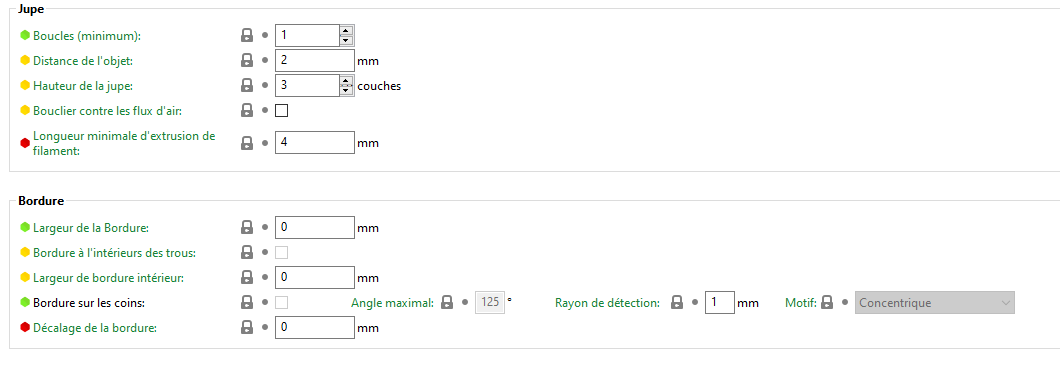 Jupe
Boucles (minimum): 1
Distance de l'objet: 2 mm
Hauteur de la jupe: 3 couches
Bouclier contre les flux d'air:
Longueur minimale d'extrusion de
filament: 4 mm
Bordure
Largeur de la Bordure: 0 mm
Bordure à l'intérieurs des trous:
Largeur de bordure intérieur: 0 mm
Bordure sur les coins: Angle maximal: 125 ° Rayon de détection: 1 mm Motif: Concentrique
Décalage de la bordure: 0 mm